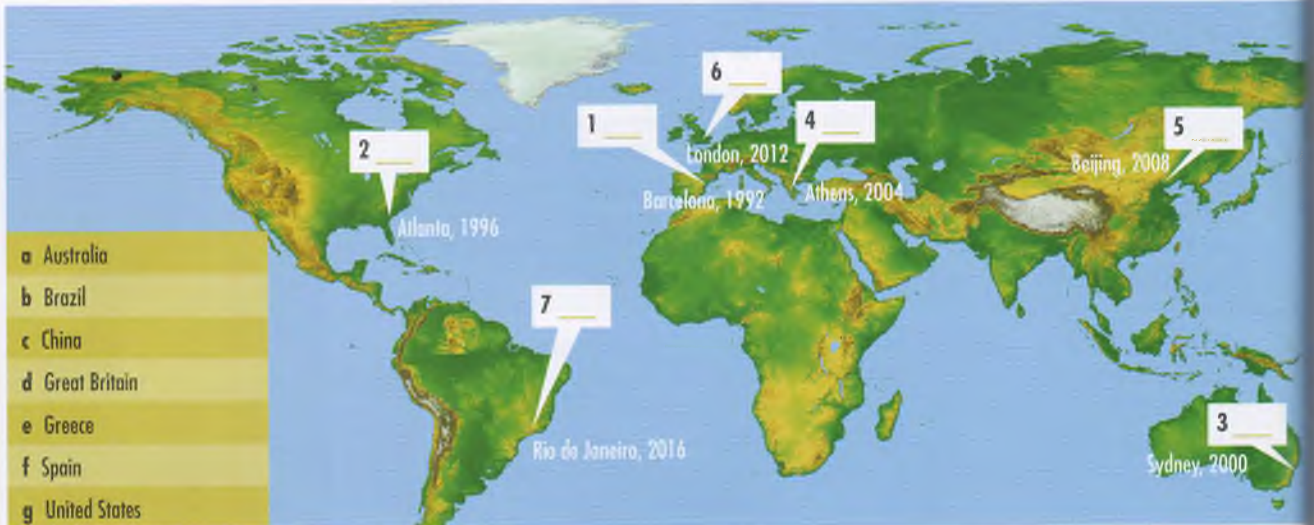 6
1
4
5
2
London, 2012
Beijing, 2008
Barcelona, 1992
Athens, 2004
Atlanta, 1996
a Australia
b Brazil
7
c China
d Great Britain
e Greece
3
f Spain
Rio do Janeiro, 2016
Sydney, 2000
g United States